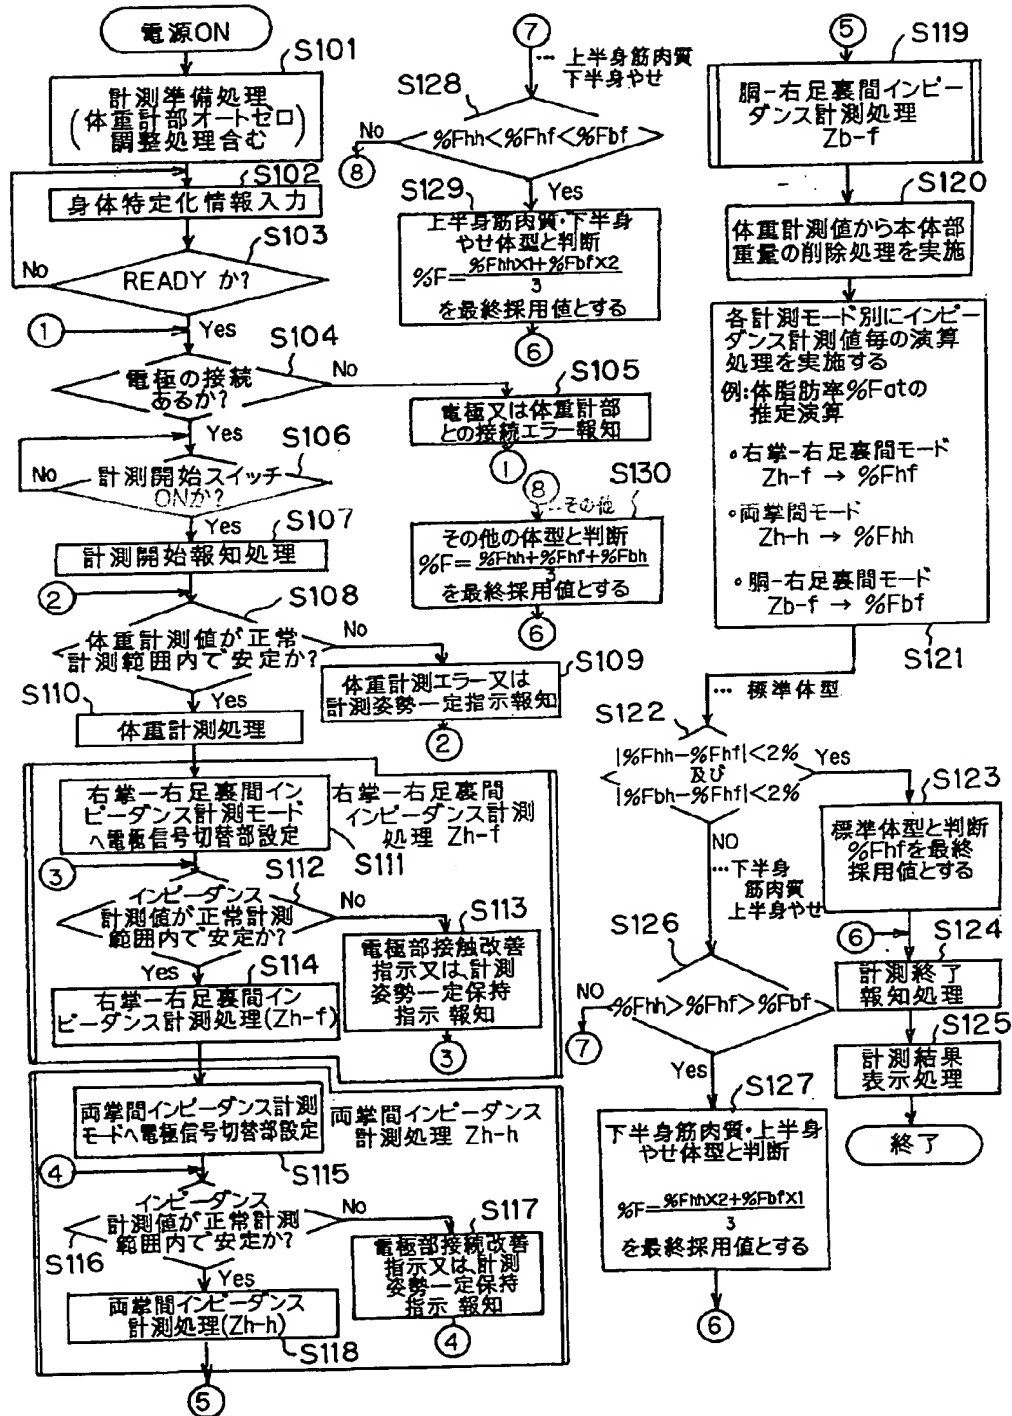 電源ON
S101
計測準備処理
(体重計部オートゼロ
調整処理含む)
S102
身体特定化情報入力
S103
READYか?
No
Yes
①
S104
電極の接続
あるか?
No
Yes
S105
電極又は体重計部
との接続エラー報知
①
S106
計測開始スイッチ
ONか?
No
Yes
S107
計測開始報知処理
②
S108
体重計測値が正常
計測範囲内で安定か?
No
Yes
S109
体重計測エラー又は
計測姿勢一定指示報知
②
S110
体重計測処理
右掌-右足裏間イン
ピーダンス計測モード
へ電極信号切替部設定
S111
右掌-右足裏間
インピーダンス計測
処理 Zh-f
③
S112
インピーダンス
計測値が正常計測
範囲内で安定か?
No
Yes
S113
電極部接触改善
指示又は、計測
姿勢一定保持
指示 報知
③
S114
右掌-右足裏間イン
ピーダンス計測処理(Zh-f)
両掌間インピーダンス計測
モードへ電極信号切替部設定
S115
両掌間インピーダンス
計測処理 Zh-h
④
インピーダンス
計測値が正常計測
範囲内で安定か?
S116
No
Yes
S117
電極部接続改善
指示又は、計測
姿勢一定保持
指示 報知
④
両掌間インピーダンス
計測処理(Zh-h)
S118
⑤
⑦
… 上半身筋肉質
下半身やせ
S128
%Fhh<%Fhf<%Fbf
No
⑧
Yes
S129
上半身筋肉質・下半身
やせ体型と判断
%F=%Fhh×1+%Fbf×2
3
を最終採用値とする
⑥
⑧
…その他
S130
その他の体型と判断
%F=%Fhh+%Fhf+%Fbh
3
を最終採用値とする
⑥
⑤
S119
胴-右足裏間インピー
ダンス計測処理
Zb-f
S120
体重計測値から本体部
重量の削除処理を実施
各計測モード別にインピー
ダンス計測値毎の演算
処理を実施する
例:体脂肪率%Fatの
推定演算
∘右掌-右足裏間モード
Zh-f → %Fhf
∘両掌間モード
Zh-h → %Fhh
∘胴-右足裏間モード
Zb-f → %Fbf
S121
… 標準体型
S122
|%Fhh-%Fhf|<2%
及び
|%Fbh-%Fhf|<2%
Yes
NO
S123
標準体型と判断
%Fhfを最終
採用値とする
⑥
S124
計測終了
報知処理
S125
計測結果
表示処理
終了
…下半身
筋肉質
上半身やせ
S126
%Fhh>%Fhf>%Fbf
NO
⑦
Yes
S127
下半身筋肉質・上半身
やせ体型と判断
%F=%Fhh×2+%Fbf×1
3
を最終採用値とする
⑥